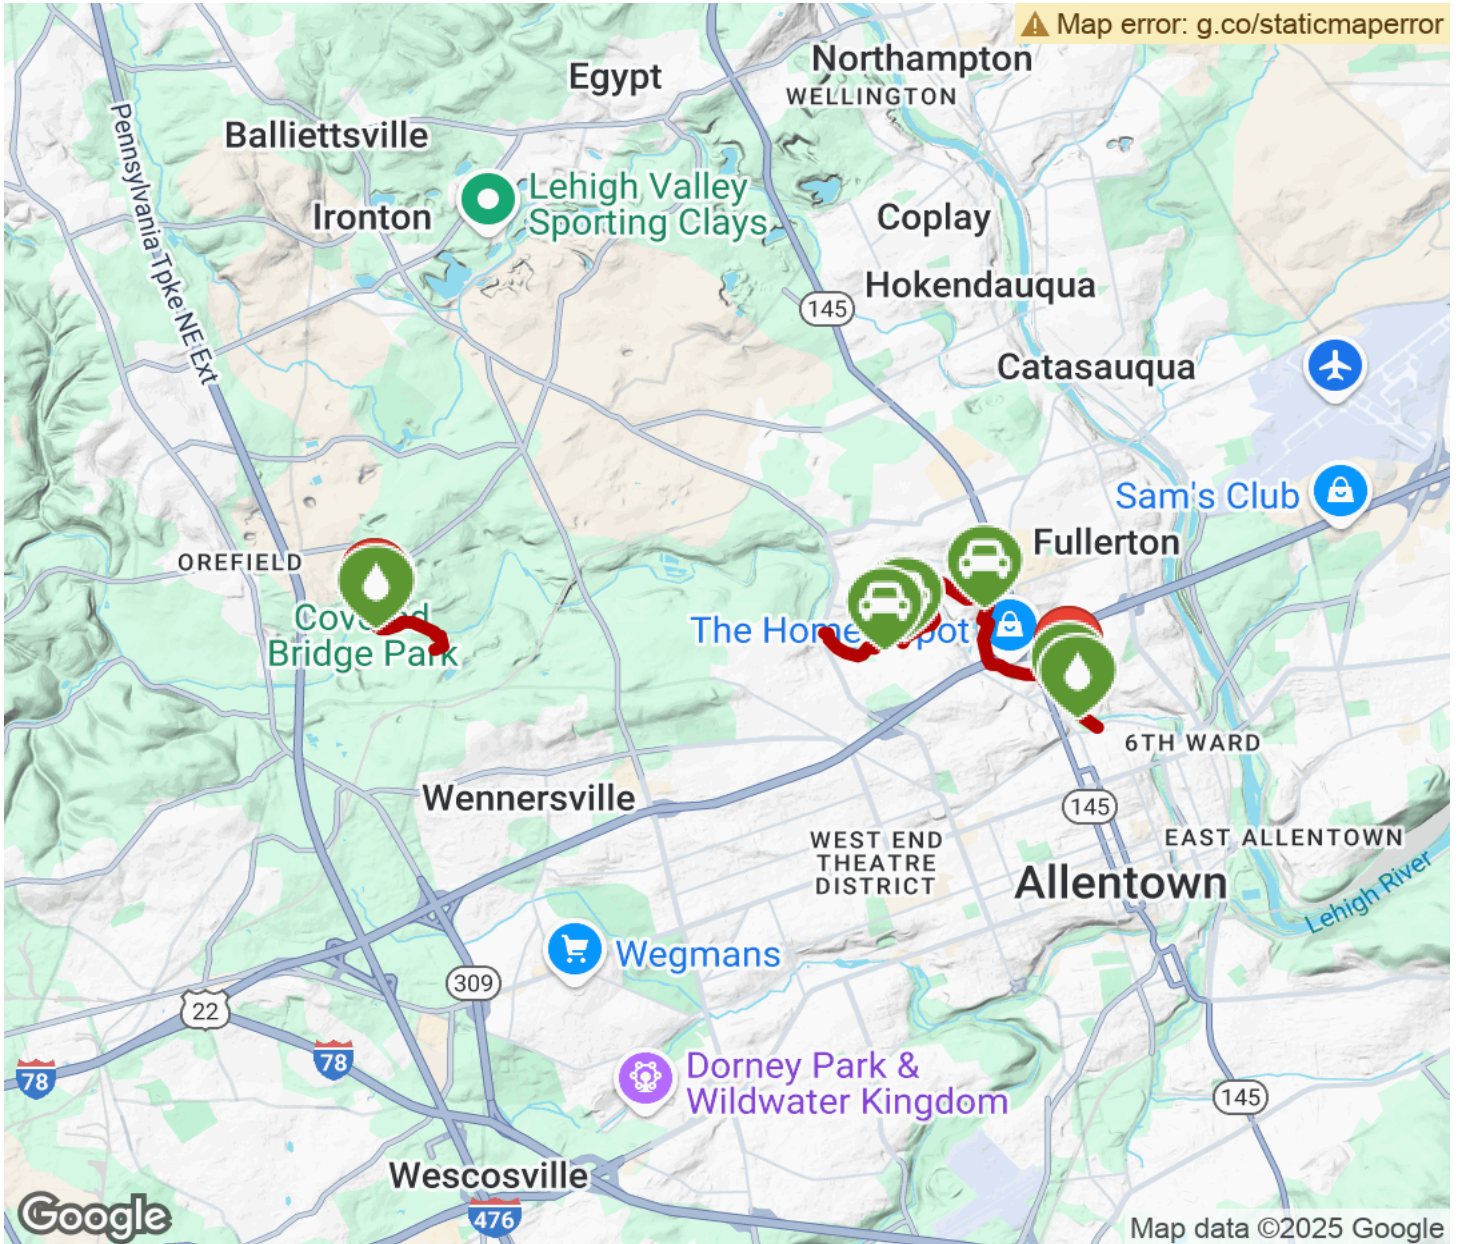 Map error: g.co/staticmaperror
Northampton
Egypt
WELLINGTON
Balliettsville
Pennsylvania Tpke NE Ext
Lehigh Valley
Sporting Clays
Ironton
Coplay
Hokendauqua
145
Catasauqua
Sam's Club
Fullerton
OREFIELD
Bridge Park
The Home
6TH WARD
Wennersville
145
WEST END
THEATRE
DISTRICT
EAST ALLENTOWN
Allentown
Lehigh River
Wegmans
309
22
78
78
Dorney Park &
Wildwater Kingdom
145
Wescosville
476
Google
Map data ©2025 Google